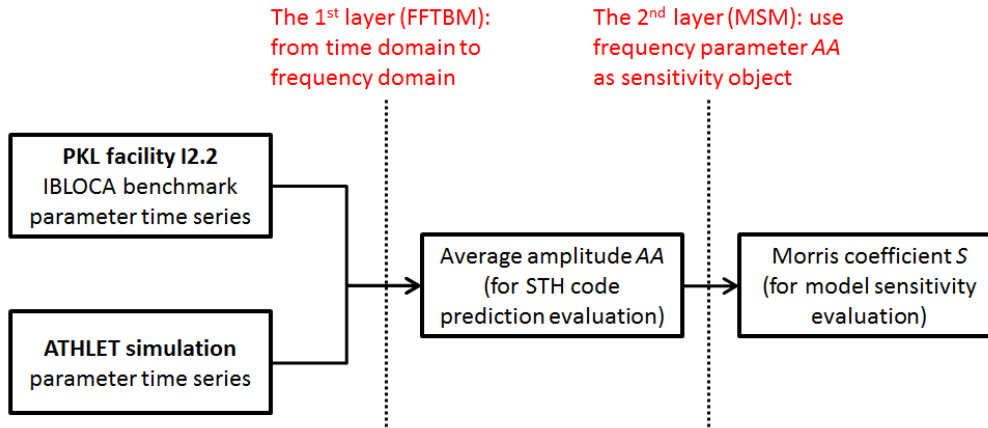 The 1st layer (FFTBM):
from time domain to
frequency domain
The 2nd layer (MSM): use
frequency parameter AA
as sensitivity object
PKL facility I2.2
IBLOCA benchmark
parameter time series
ATHLET simulation
parameter time series
Average amplitude AA
(for STH code
prediction evaluation)
Morris coefficient S
(for model sensitivity
evaluation)